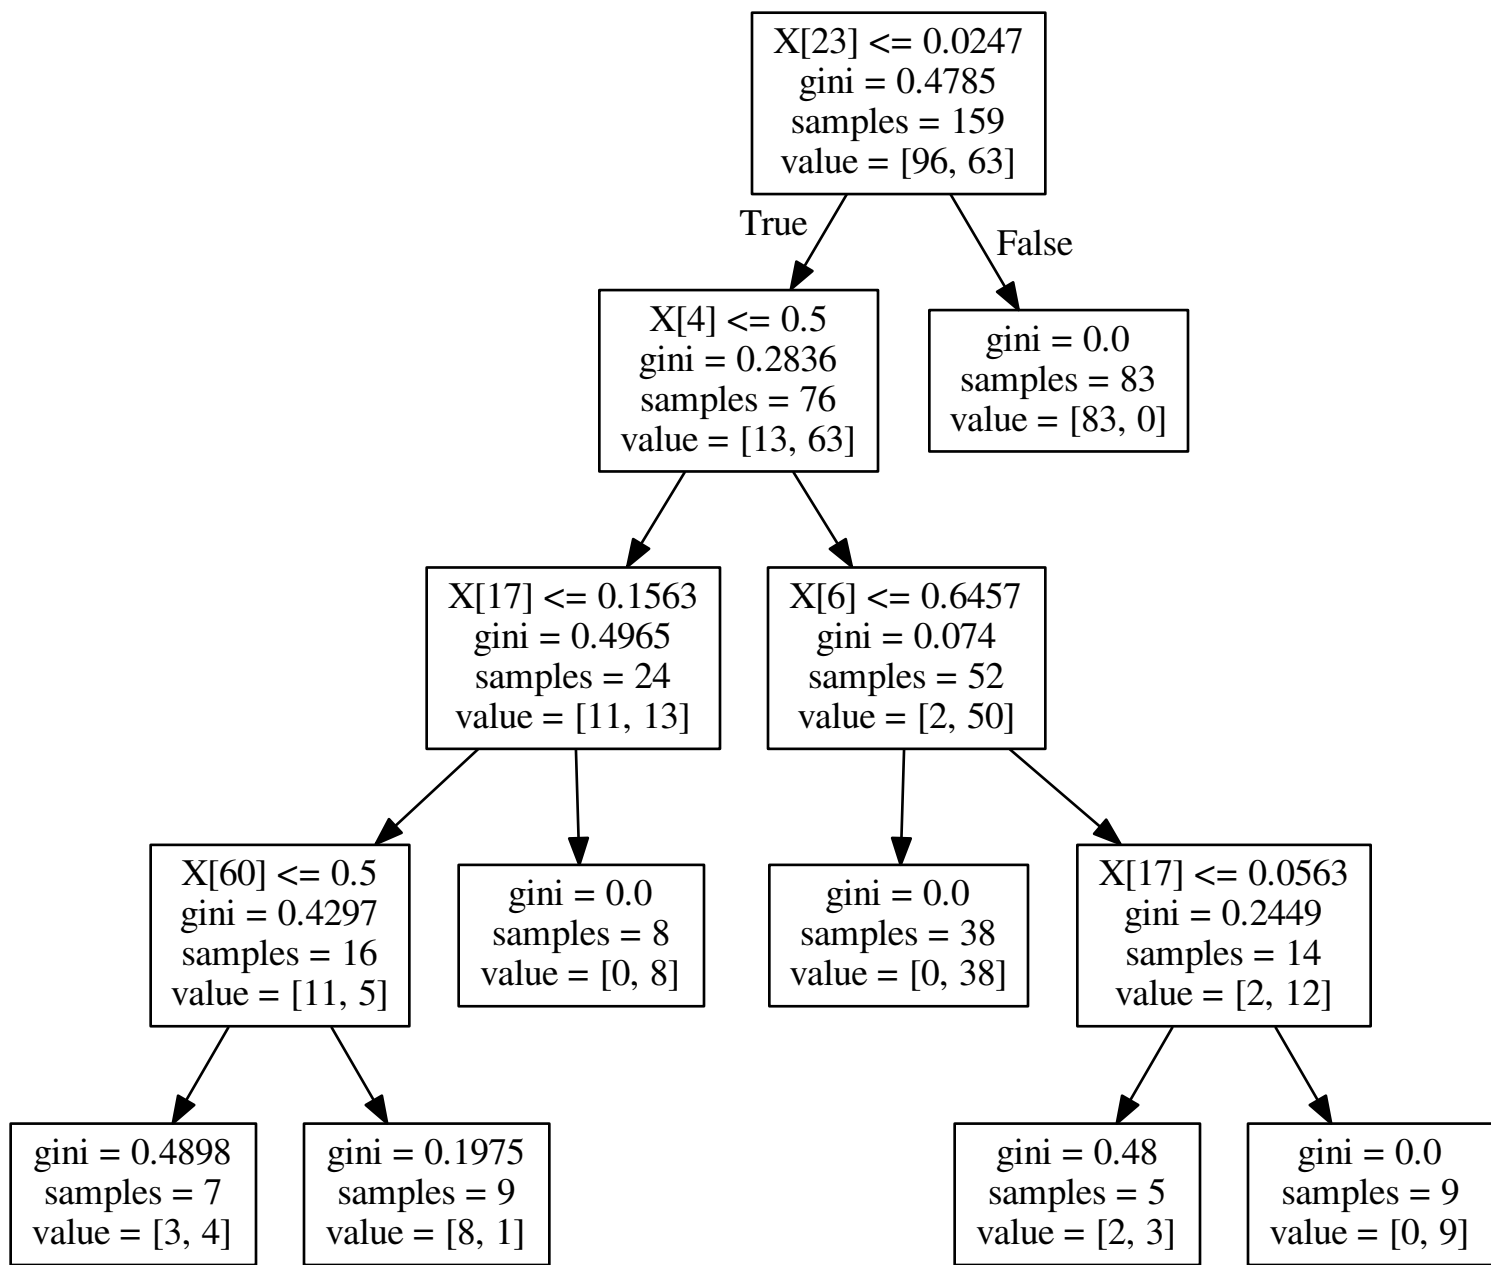 X[23] <= 0.0247
gini = 0.4785
samples = 159
value = [96, 63]
True
False
X[4] <= 0.5
gini = 0.2836
samples = 76
value = [13, 63]
gini = 0.0
samples = 83
value = [83, 0]
X[17] <= 0.1563
gini = 0.4965
samples = 24
value = [11, 13]
X[6] <= 0.6457
gini = 0.074
samples = 52
value = [2, 50]
X[60] <= 0.5
gini = 0.4297
samples = 16
value = [11, 5]
gini = 0.0
samples = 8
value = [0, 8]
gini = 0.0
samples = 38
value = [0, 38]
X[17] <= 0.0563
gini = 0.2449
samples = 14
value = [2, 12]
gini = 0.4898
samples = 7
value = [3, 4]
gini = 0.1975
samples = 9
value = [8, 1]
gini = 0.48
samples = 5
value = [2, 3]
gini = 0.0
samples = 9
value = [0, 9]